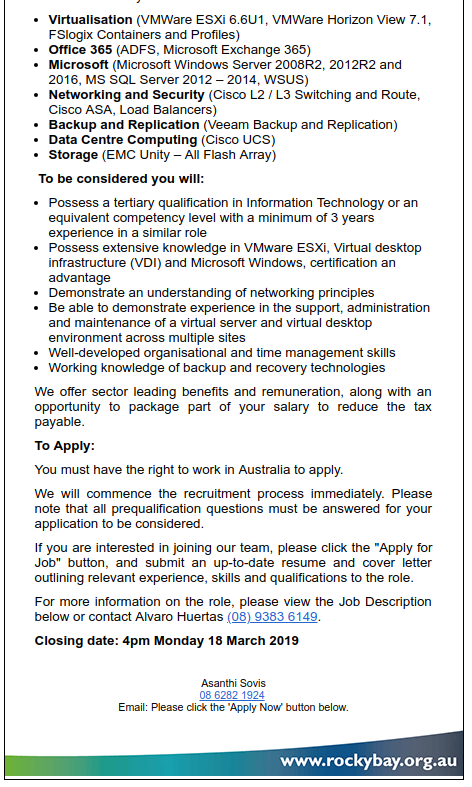 Virtualisation (VMWare ESXi 6.6U1, VMWare Horizon View 7.1,
FSlogix Containers and Profiles)
Office 365 (ADFS, Microsoft Exchange 365)
Microsoft (Microsoft Windows Server 2008R2, 2012R2 and
2016, MS SQL Server 2012 – 2014, WSUS)
Networking and Security (Cisco L2 / L3 Switching and Route,
Cisco ASA, Load Balancers)
Backup and Replication (Veeam Backup and Replication)
Data Centre Computing (Cisco UCS)
Storage (EMC Unity – All Flash Array)
To be considered you will:
Possess a tertiary qualification in Information Technology or an
equivalent competency level with a minimum of 3 years
experience in a similar role
Possess extensive knowledge in VMware ESXi, Virtual desktop
infrastructure (VDI) and Microsoft Windows, certification an
advantage
Demonstrate an understanding of networking principles
Be able to demonstrate experience in the support, administration
and maintenance of a virtual server and virtual desktop
environment across multiple sites
Well-developed organisational and time management skills
Working knowledge of backup and recovery technologies
We offer sector leading benefits and remuneration, along with an
opportunity to package part of your salary to reduce the tax
payable.
To Apply:
You must have the right to work in Australia to apply.
We will commence the recruitment process immediately. Please
note that all prequalification questions must be answered for your
application to be considered.
If you are interested in joining our team, please click the "Apply for
Job" button, and submit an up-to-date resume and cover letter
outlining relevant experience, skills and qualifications to the role.
For more information on the role, please view the Job Description
below or contact Alvaro Huertas (08) 9383 6149.
Closing date: 4pm Monday 18 March 2019
Asanthi Sovis
08 6282 1924
Email: Please click the 'Apply Now' button below.
www.rockybay.org.au